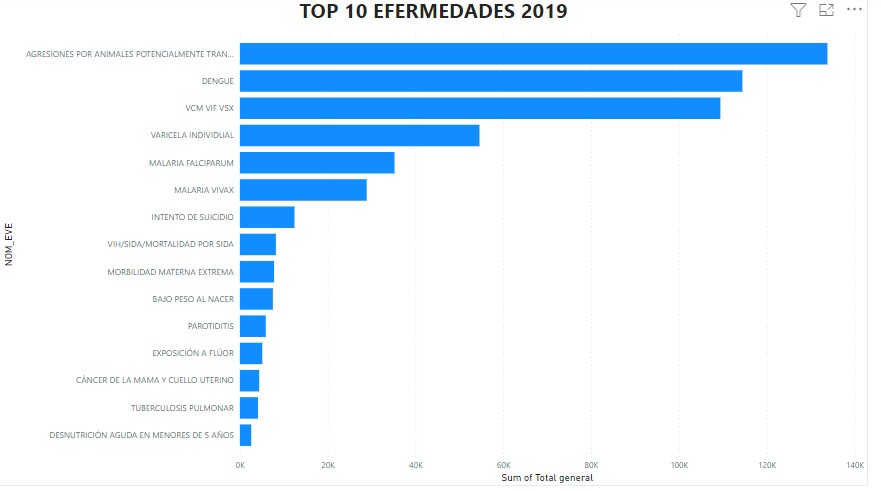 TOP 10 EFERMEDADES 2019
AGRESIONES POR ANIMALES POTENCIALMENTE TRAN...
DENGUE
VCM VIF VSX
VARICELA INDIVIDUAL
MALARIA FALCIPARUM
MALARIA VIVAX
INTENTO DE SUICIDIO
VIH/SIDA/MORTALIDAD POR SIDA
MORBILIDAD MATERNA EXTREMA
BAJO PESO AL NACER
PAROTIDITIS
EXPOSICIÓN A FLÚOR
CÁNCER DE LA MAMA Y CUELLO UTERINO
TUBERCULOSIS PULMONAR
DESNUTRICIÓN AGUDA EN MENORES DE 5 AÑOS
NOM_EVE
0K 20K 40K 60K 80K 100K 120K 140K
Sum of Total general